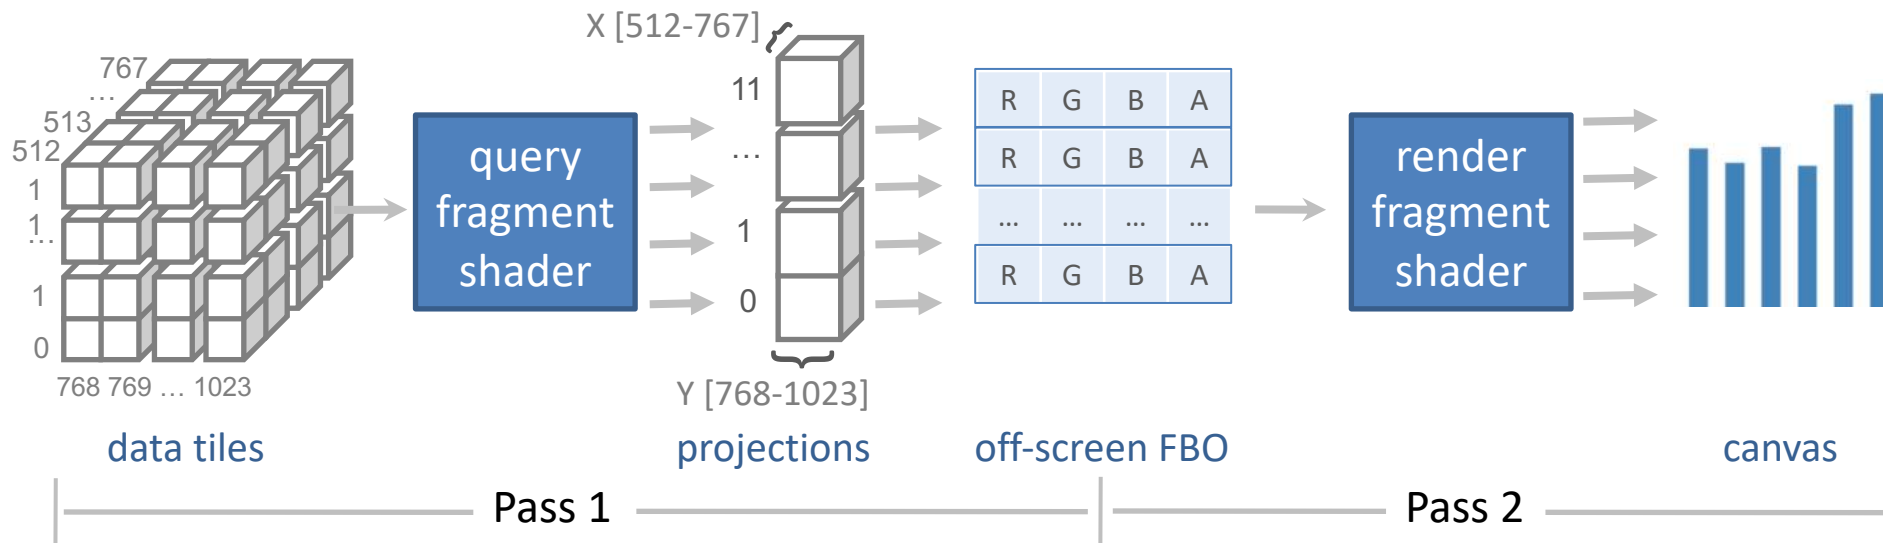 767
...
513
512
1
1
...
1
0
768 769 ... 1023
data tiles
query
fragment
shader
X [512-767]
11
...
1
0
Y [768-1023]
projections
R G B A
R G B A
... ... ... ...
R G B A
off-screen FBO
render
fragment
shader
canvas
Pass 1
Pass 2